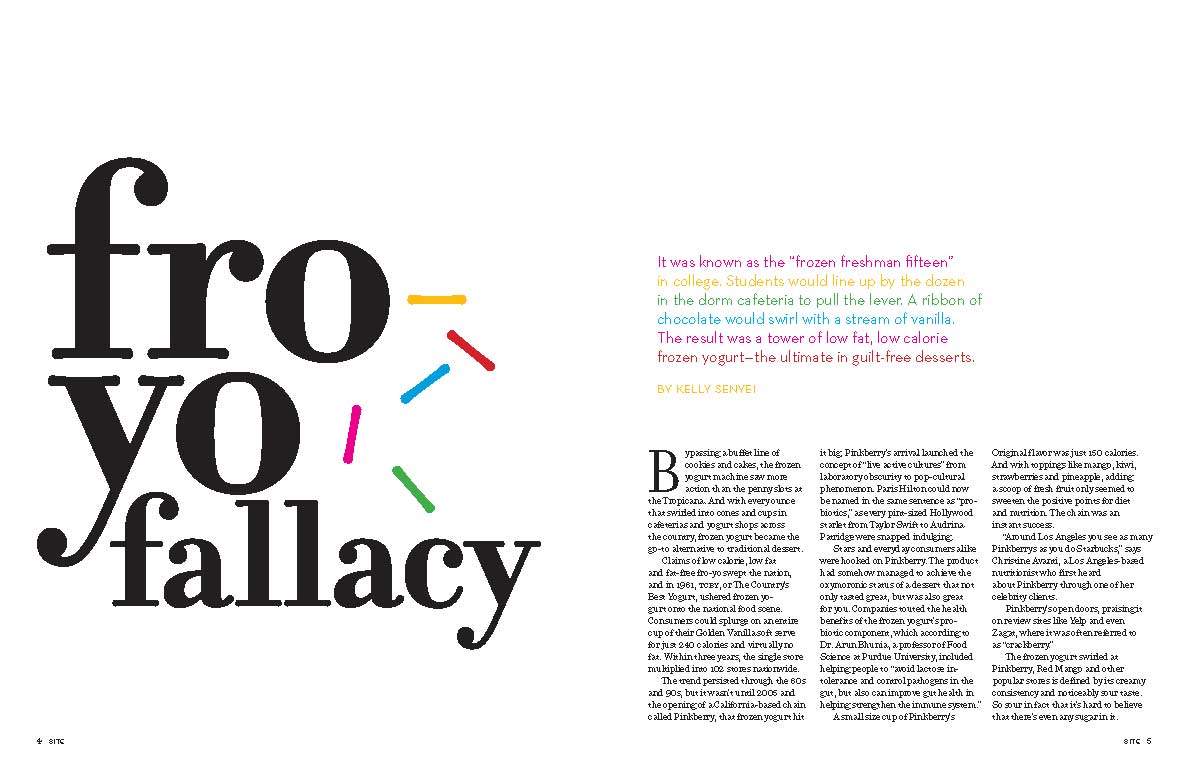 fro
yo
fallacy
It was known as the “frozen freshman fifteen”
in college. Students would line up by the dozen
in the dorm cafeteria to pull the lever. A ribbon of
chocolate would swirl with a stream of vanilla.
The result was a tower of low fat, low calorie
frozen yogurt—the ultimate in guilt-free desserts.
BY KELLY SENYEI
Bypassing a buffet line of
cookies and cakes, the frozen
yogurt machine saw more
action than the penny slots at
the Tropicana. And with every ounce
that swirled into cones and cups in
cafeterias and yogurt shops across
the country, frozen yogurt became the
go-to alternative to traditional dessert.
Claims of low calorie, low fat
and fat-free fro-yo swept the nation,
and in 1981, TCBY, or The Country’s
Best Yogurt, ushered frozen yo-
gurt onto the national food scene.
Consumers could splurge on an entire
cup of their Golden Vanilla soft serve
for just 240 calories and virtually no
fat. Within three years, the single store
multiplied into 102 stores nationwide.
The trend persisted through the 80s
and 90s, but it wasn’t until 2005 and
the opening of a California-based chain
called Pinkberry, that frozen yogurt hit
it big. Pinkberry’s arrival launched the
concept of “live active cultures” from
laboratory obscurity to pop-cultural
phenomenon. Paris Hilton could now
be named in the same sentence as “pro-
biotics,” as every pint-sized Hollywood
starlet from Taylor Swift to Audrina
Patridge were snapped indulging.
Stars and everyday consumers alike
were hooked on Pinkberry. The product
had somehow managed to achieve the
oxymoronic status of a dessert that not
only tasted great, but was also great
for you. Companies touted the health
benefits of the frozen yogurt’s pro-
biotic component, which according to
Dr. Arun Bhunia, a professor of Food
Science at Purdue University, included
helping people to “avoid lactose in-
tolerance and control pathogens in the
gut, but also can improve gut health in
helping strengthen the immune system.”
A small size cup of Pinkberry’s
Original flavor was just 150 calories.
And with toppings like mango, kiwi,
strawberries and pineapple, adding
a scoop of fresh fruit only seemed to
sweeten the positive points for diet
and nutrition. The chain was an
instant success.
“Around Los Angeles you see as many
Pinkberrys as you do Starbucks,” says
Christine Avanti, a Los Angeles-based
nutritionist who first heard
about Pinkberry through one of her
celebrity clients.
Pinkberry’s open doors, praising it
on review sites like Yelp and even
Zagat, where it was often referred to
as “crackberry.”
The frozen yogurt swirled at
Pinkberry, Red Mango and other
popular stores is defined by its creamy
consistency and noticeably sour taste.
So sour in fact that it’s hard to believe
that there’s even any sugar in it.
4 BITE
BITE 5